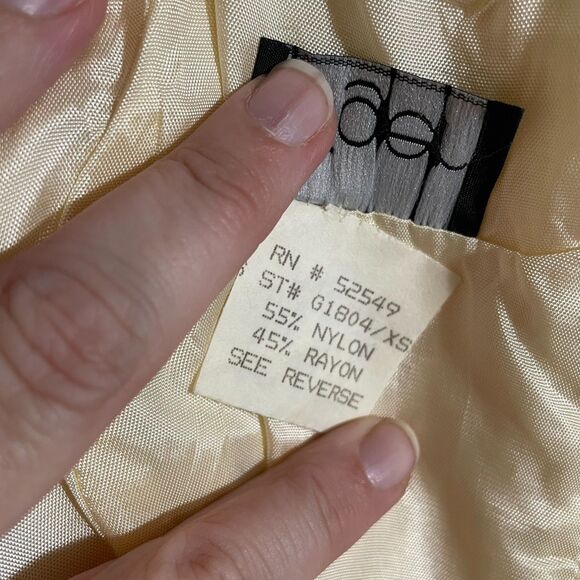 RN # 52549
ST# G1804/XS
55% NYLON
45% RAYON
SEE REVERSE